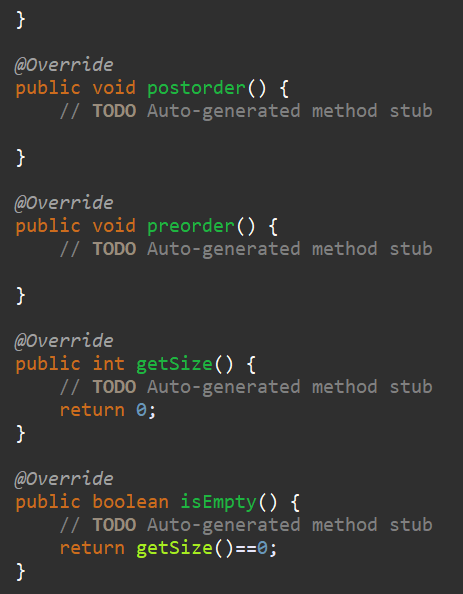 }
@Override
public void postorder() {
// TODO Auto-generated method stub
}
@Override
public void preorder() {
// TODO Auto-generated method stub
}
@Override
public int getSize() {
// TODO Auto-generated method stub
return 0;
}
@Override
public boolean isEmpty() {
// TODO Auto-generated method stub
return getSize()==0;
}